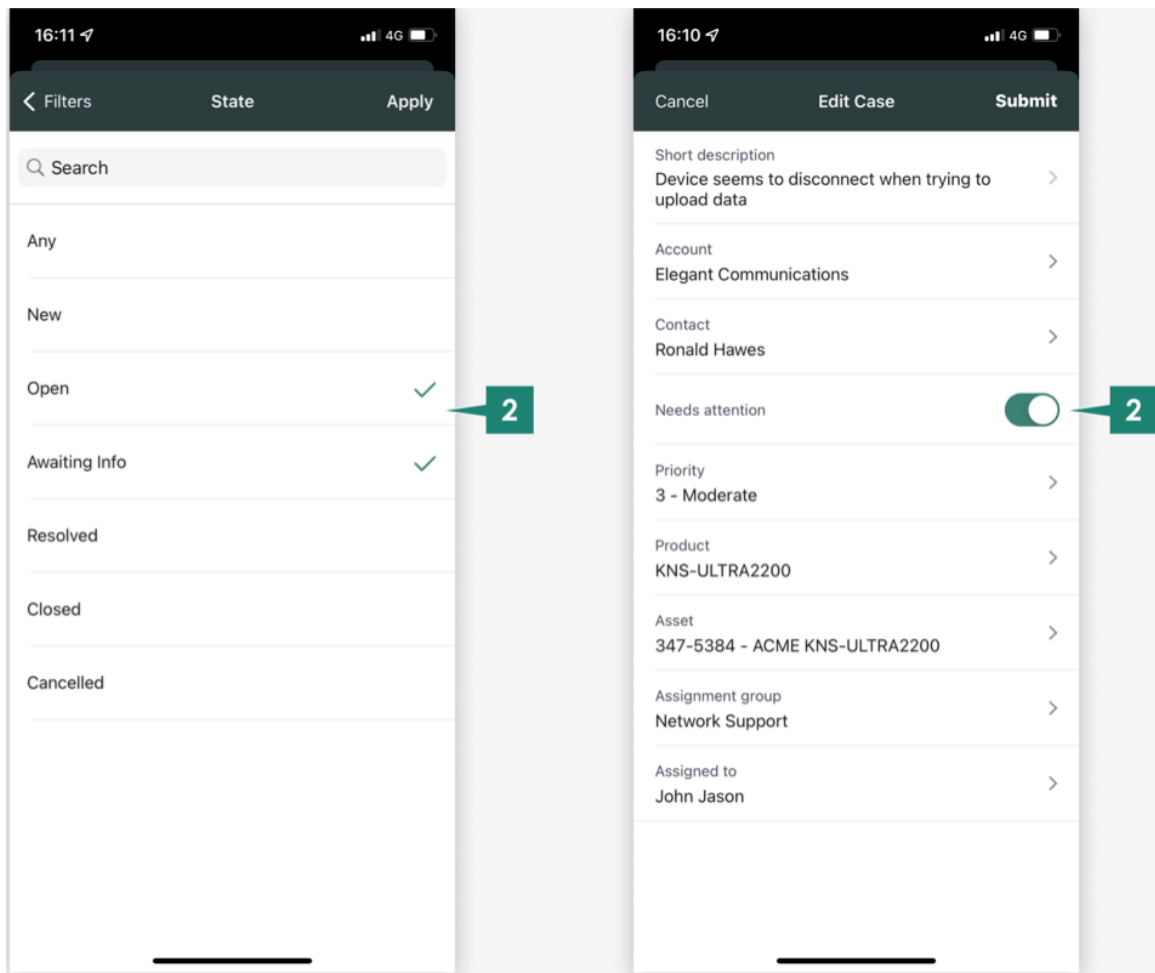 16:11
4G
Filters
State
Apply
Search
Any
New
Open
Awaiting Info
Resolved
Closed
Cancelled
2
16:10
4G
Cancel
Edit Case
Submit
Short description
Device seems to disconnect when trying to
upload data
Account
Elegant Communications
Contact
Ronald Hawes
Needs attention
Priority
3 - Moderate
Product
KNS-ULTRA2200
Asset
347-5384 - ACME KNS-ULTRA2200
Assignment group
Network Support
Assigned to
John Jason
2